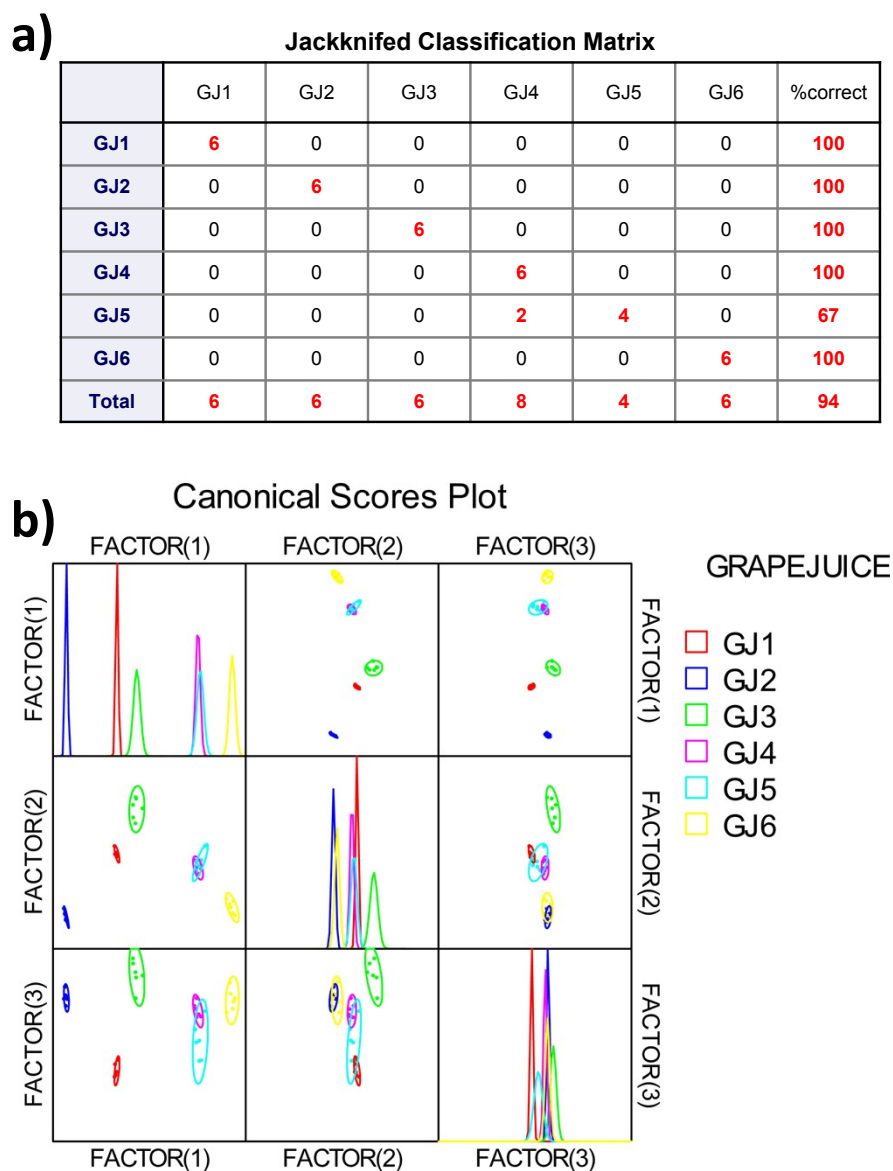 a)
Jackknifed Classification Matrix
GJ1 GJ2 GJ3 GJ4 GJ5 GJ6 %correct
GJ1 6 0 0 0 0 0 100
GJ2 0 6 0 0 0 0 100
GJ3 0 0 6 0 0 0 100
GJ4 0 0 0 6 0 0 100
GJ5 0 0 0 2 4 0 67
GJ6 0 0 0 0 0 6 100
Total 6 6 6 8 4 6 94
b)
Canonical Scores Plot
FACTOR(1) FACTOR(2) FACTOR(3)
FACTOR(1)
FACTOR(1)
FACTOR(2)
FACTOR(2)
FACTOR(3)
FACTOR(3)
FACTOR(1) FACTOR(2) FACTOR(3)
GRAPEJUICE
GJ1
GJ2
GJ3
GJ4
GJ5
GJ6